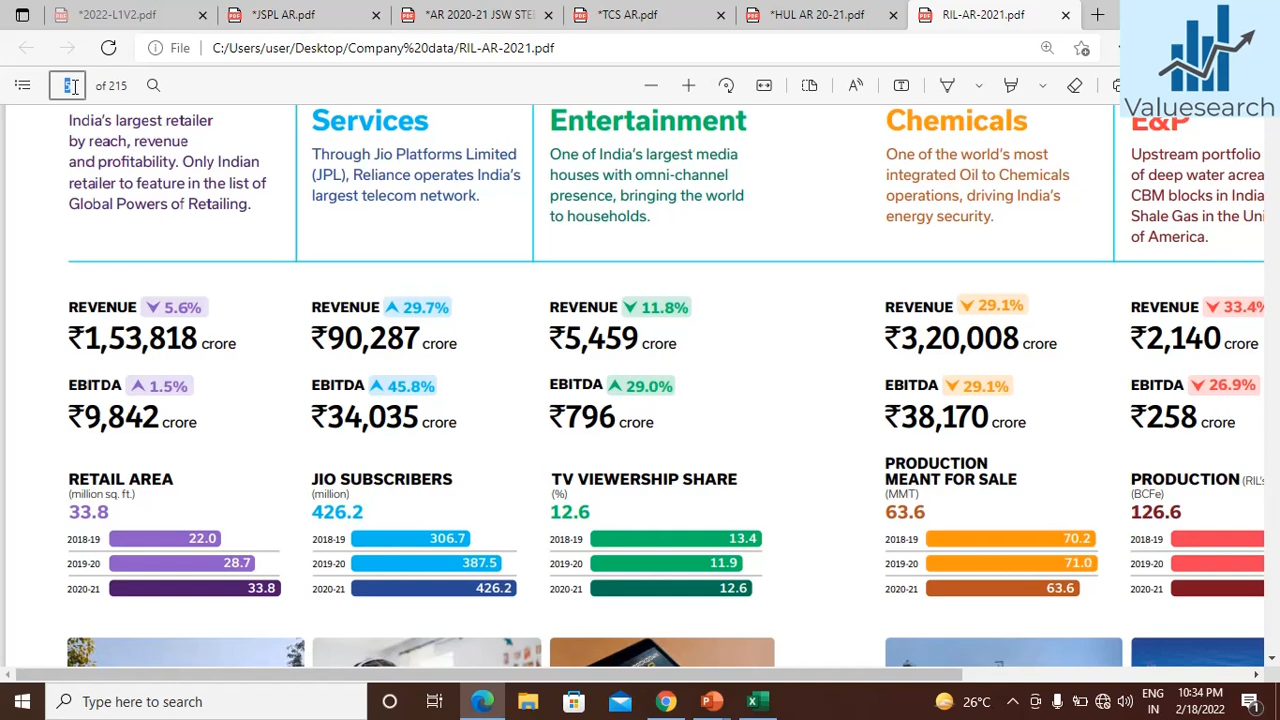 *2022-L1V2.pdf
*JSPL AR.pdf
*AR 2020-21 JSW STE
*TCS AR.pdf
*HUL AR 20-21.pdf
RIL-AR-2021.pdf
File
C:/Users/user/Desktop/Company%20data/RIL-AR-2021.pdf
5 of 215
Valuesearch
India's largest retailer
by reach, revenue
and profitability. Only Indian
retailer to feature in the list of
Global Powers of Retailing.
Services
Through Jio Platforms Limited
(JPL), Reliance operates India's
largest telecom network.
Entertainment
One of India's largest media
houses with omni-channel
presence, bringing the world
to households.
Chemicals
One of the world's most
integrated Oil to Chemicals
operations, driving India's
energy security.
E&P
Upstream portfolio
of deep water acrea
CBM blocks in India
Shale Gas in the Uni
of America.
REVENUE 5.6%
₹1,53,818 crore
EBITDA 1.5%
₹9,842 crore
RETAIL AREA
(million sq. ft.)
33.8
2018-19 22.0
2019-20 28.7
2020-21 33.8
REVENUE 29.7%
₹90,287 crore
EBITDA 45.8%
₹34,035 crore
JIO SUBSCRIBERS
(million)
426.2
2018-19 306.7
2019-20 387.5
2020-21 426.2
REVENUE 11.8%
₹5,459 crore
EBITDA 29.0%
₹796 crore
TV VIEWERSHIP SHARE
(%)
12.6
2018-19 13.4
2019-20 11.9
2020-21 12.6
REVENUE 29.1%
₹3,20,008 crore
EBITDA 29.1%
₹38,170 crore
PRODUCTION
MEANT FOR SALE
(MMT)
63.6
2018-19 70.2
2019-20 71.0
2020-21 63.6
REVENUE 33.4%
₹2,140 crore
EBITDA 26.9%
₹258 crore
PRODUCTION (RIL's
(BCFe)
126.6
2018-19
2019-20
2020-21
Type here to search
26°C
ENG
IN
10:34 PM
2/18/2022
1